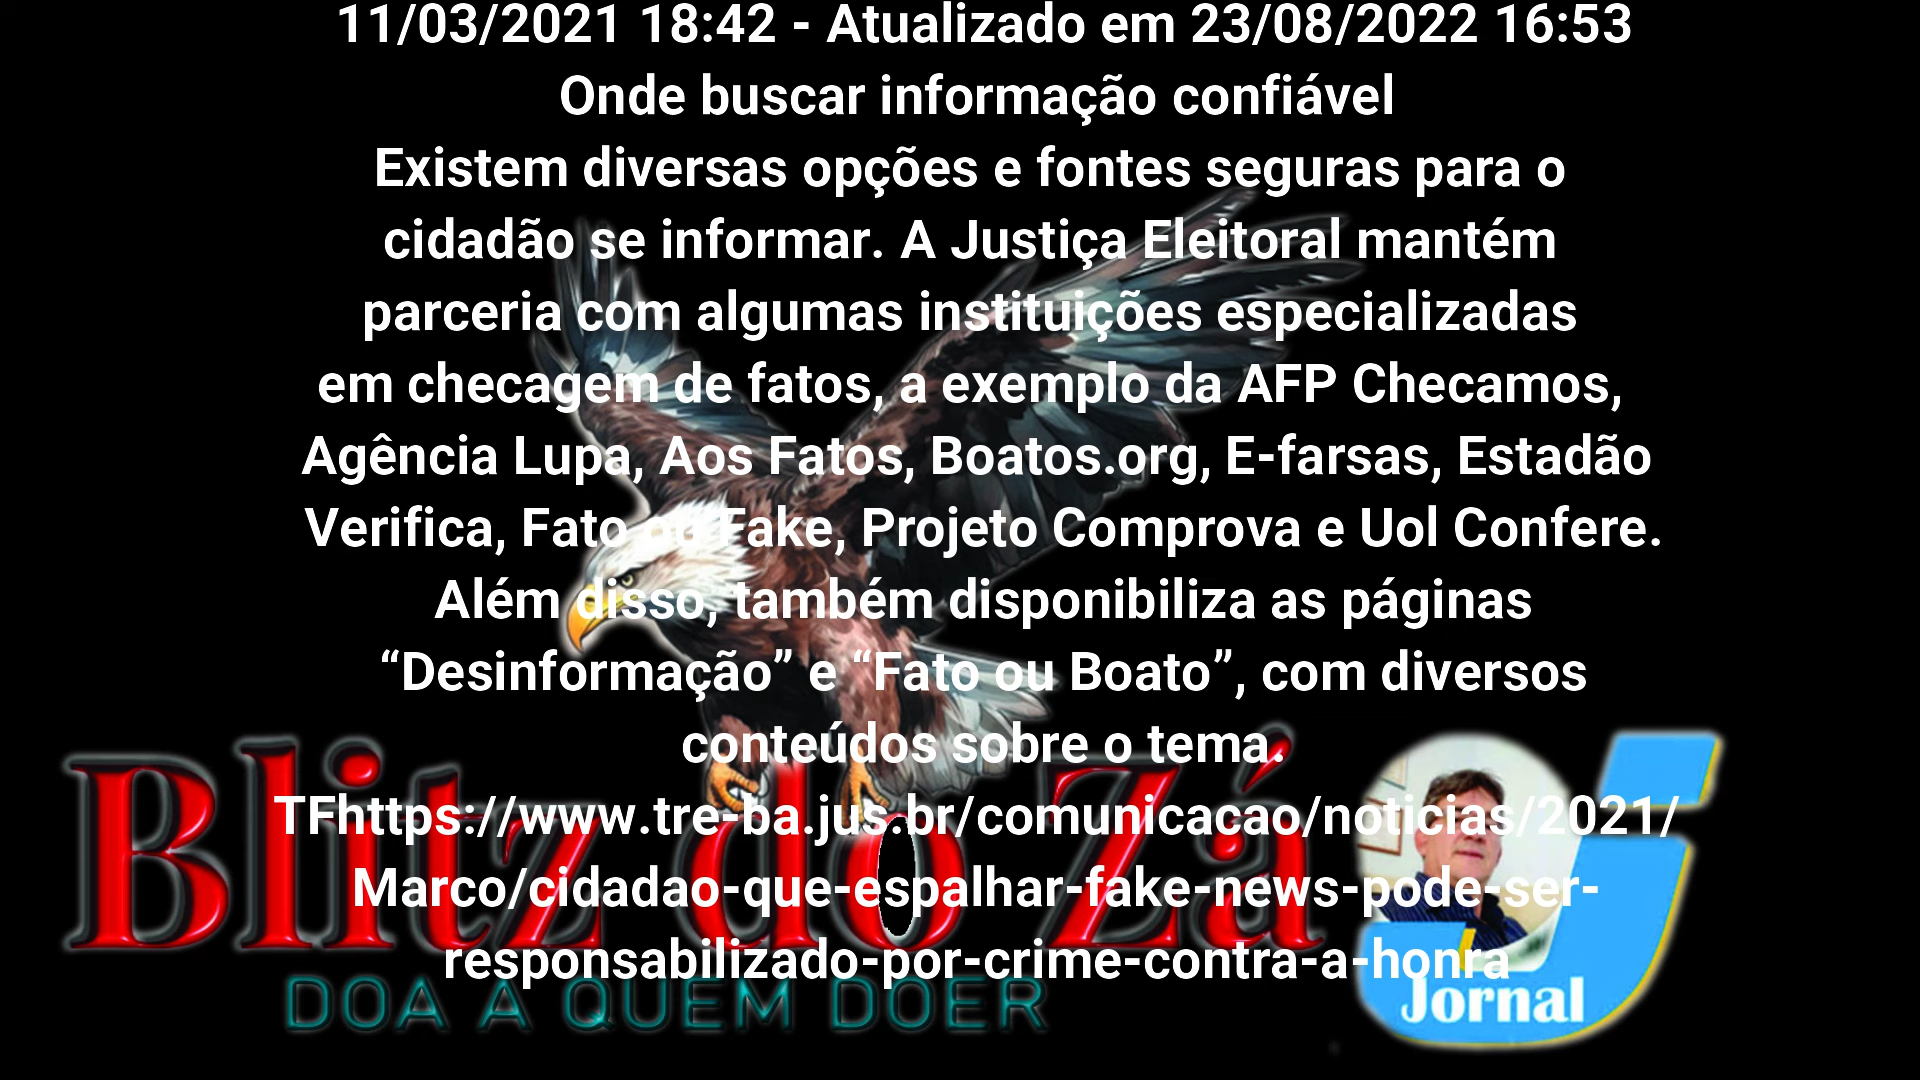 11/03/2021 18:42 - Atualizado em 23/08/2022 16:53
Onde buscar informação confiável
Existem diversas opções e fontes seguras para o
cidadão se informar. A Justiça Eleitoral mantém
parceria com algumas instituições especializadas
em checagem de fatos, a exemplo da AFP Checamos,
Agência Lupa, Aos Fatos, Boatos.org, E-farsas, Estadão
Verifica, Fato ou Fake, Projeto Comprova e Uol Confere.
Além disso, também disponibiliza as páginas
“Desinformação” e “Fato ou Boato”, com diversos
conteúdos sobre o tema.
TFhttps://www.tre-ba.jus.br/comunicacao/noticias/2021/
Marco/cidadao-que-espalhar-fake-news-pode-ser-
responsabilizado-por-crime-contra-a-honra
Blitz do Zá
DOA A QUEM DOER
Jornal